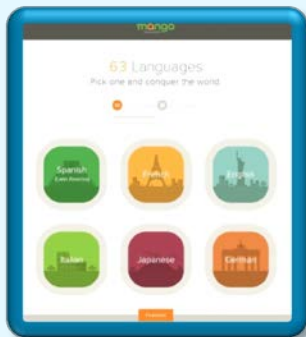 mango
63 Languages
Pick one and conquer the world
Spanish
(Latin America)
French
English
Italian
Japanese
German